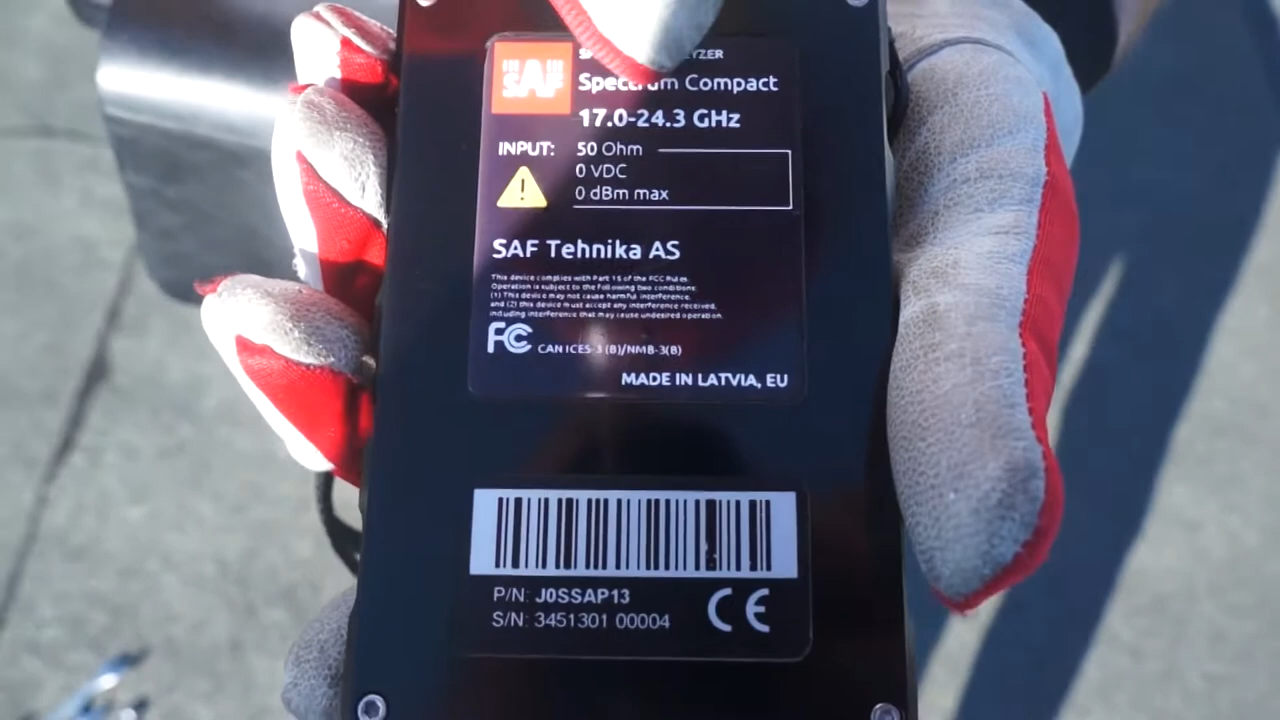 SAF
Spectrum Compact
17.0-24.3 GHz
INPUT: 50 Ohm
0 VDC
0 dBm max
SAF Tehnika AS
This device complies with Part 15 of the FCC Rules.
Operation is subject to the following two conditions:
(1) This device may not cause harmful interference,
and (2) this device must accept any interference received,
including interference that may cause undesired operation.
FC CAN ICES-3 (B)/NMB-3(B)
MADE IN LATVIA, EU
P/N: J0SSAP13
S/N: 3451301 00004
CE